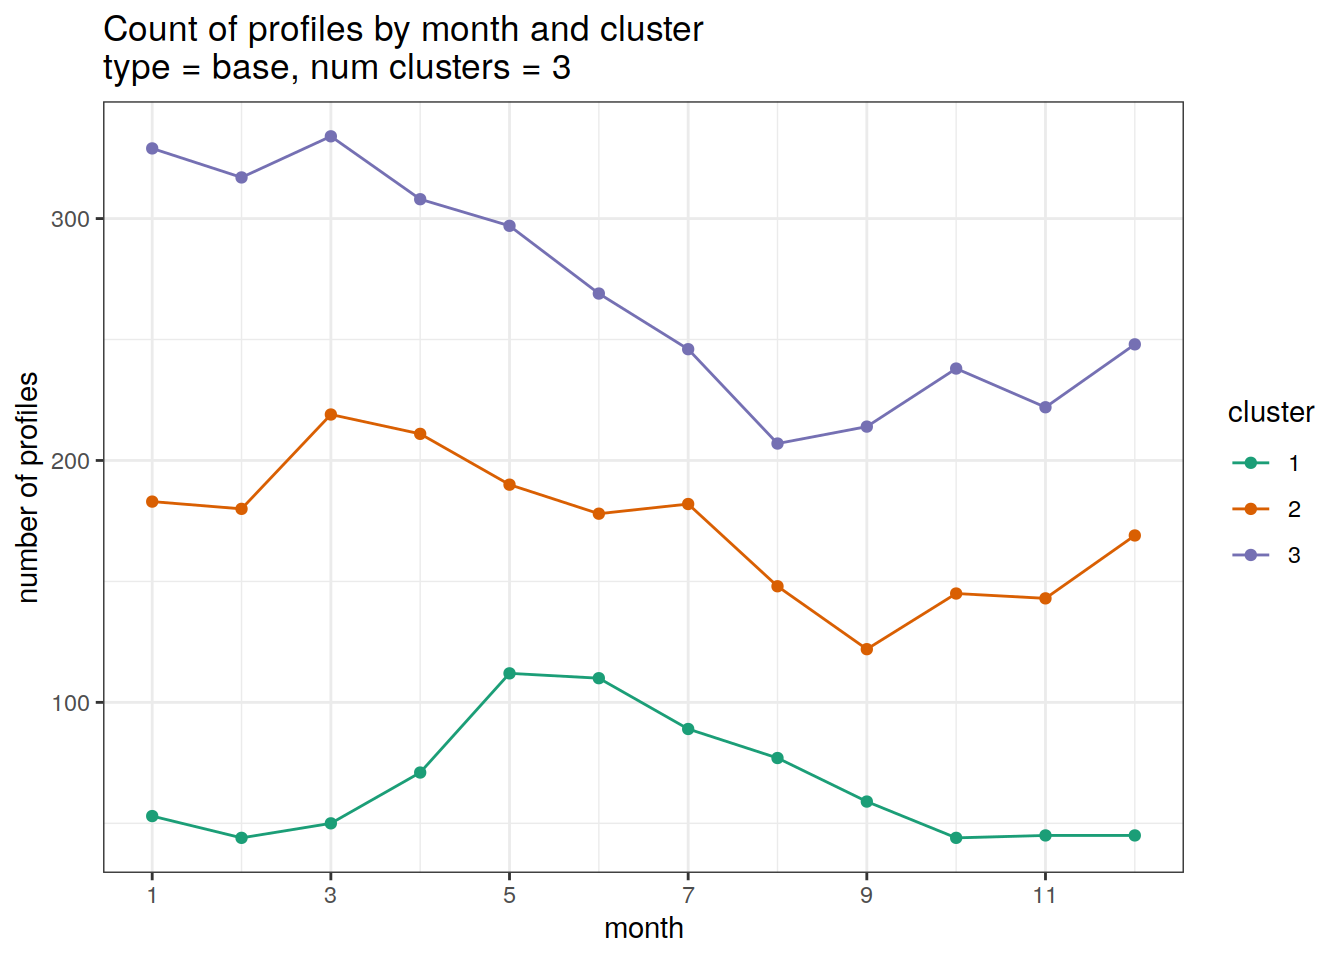 Count of profiles by month and cluster
type = base, num clusters = 3
number of profiles
300
200
100
1
3
5
7
9
11
month
cluster
1
2
3